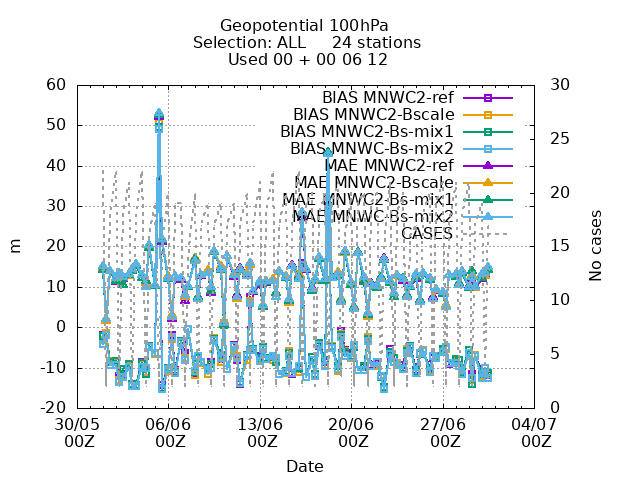 Geopotential 100hPa
Selection: ALL 24 stations
Used 00 + 00 06 12
BIAS MNWC2-ref
BIAS MNWC2-Bscale
BIAS MNWC2-Bs-mix1
BIAS MNWC-Bs-mix2
MAE MNWC2-ref
MAE MNWC2-Bscale
MAE MNWC2-Bs-mix1
MAE MNWC-Bs-mix2
CASES
m
60
50
40
30
20
10
0
-10
-20
No cases
30
25
20
15
10
5
0
30/05 06/06 13/06 20/06 27/06 04/07
00Z 00Z 00Z 00Z 00Z 00Z
Date